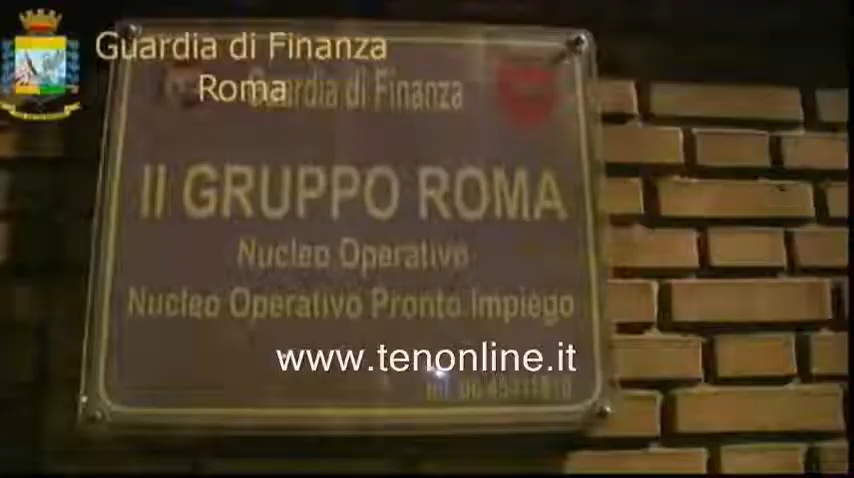 Guardia di Finanza
Roma
Guardia di Finanza
II GRUPPO ROMA
Nucleo Operativo
Nucleo Operativo Pronto Impiego
www.tenonline.it